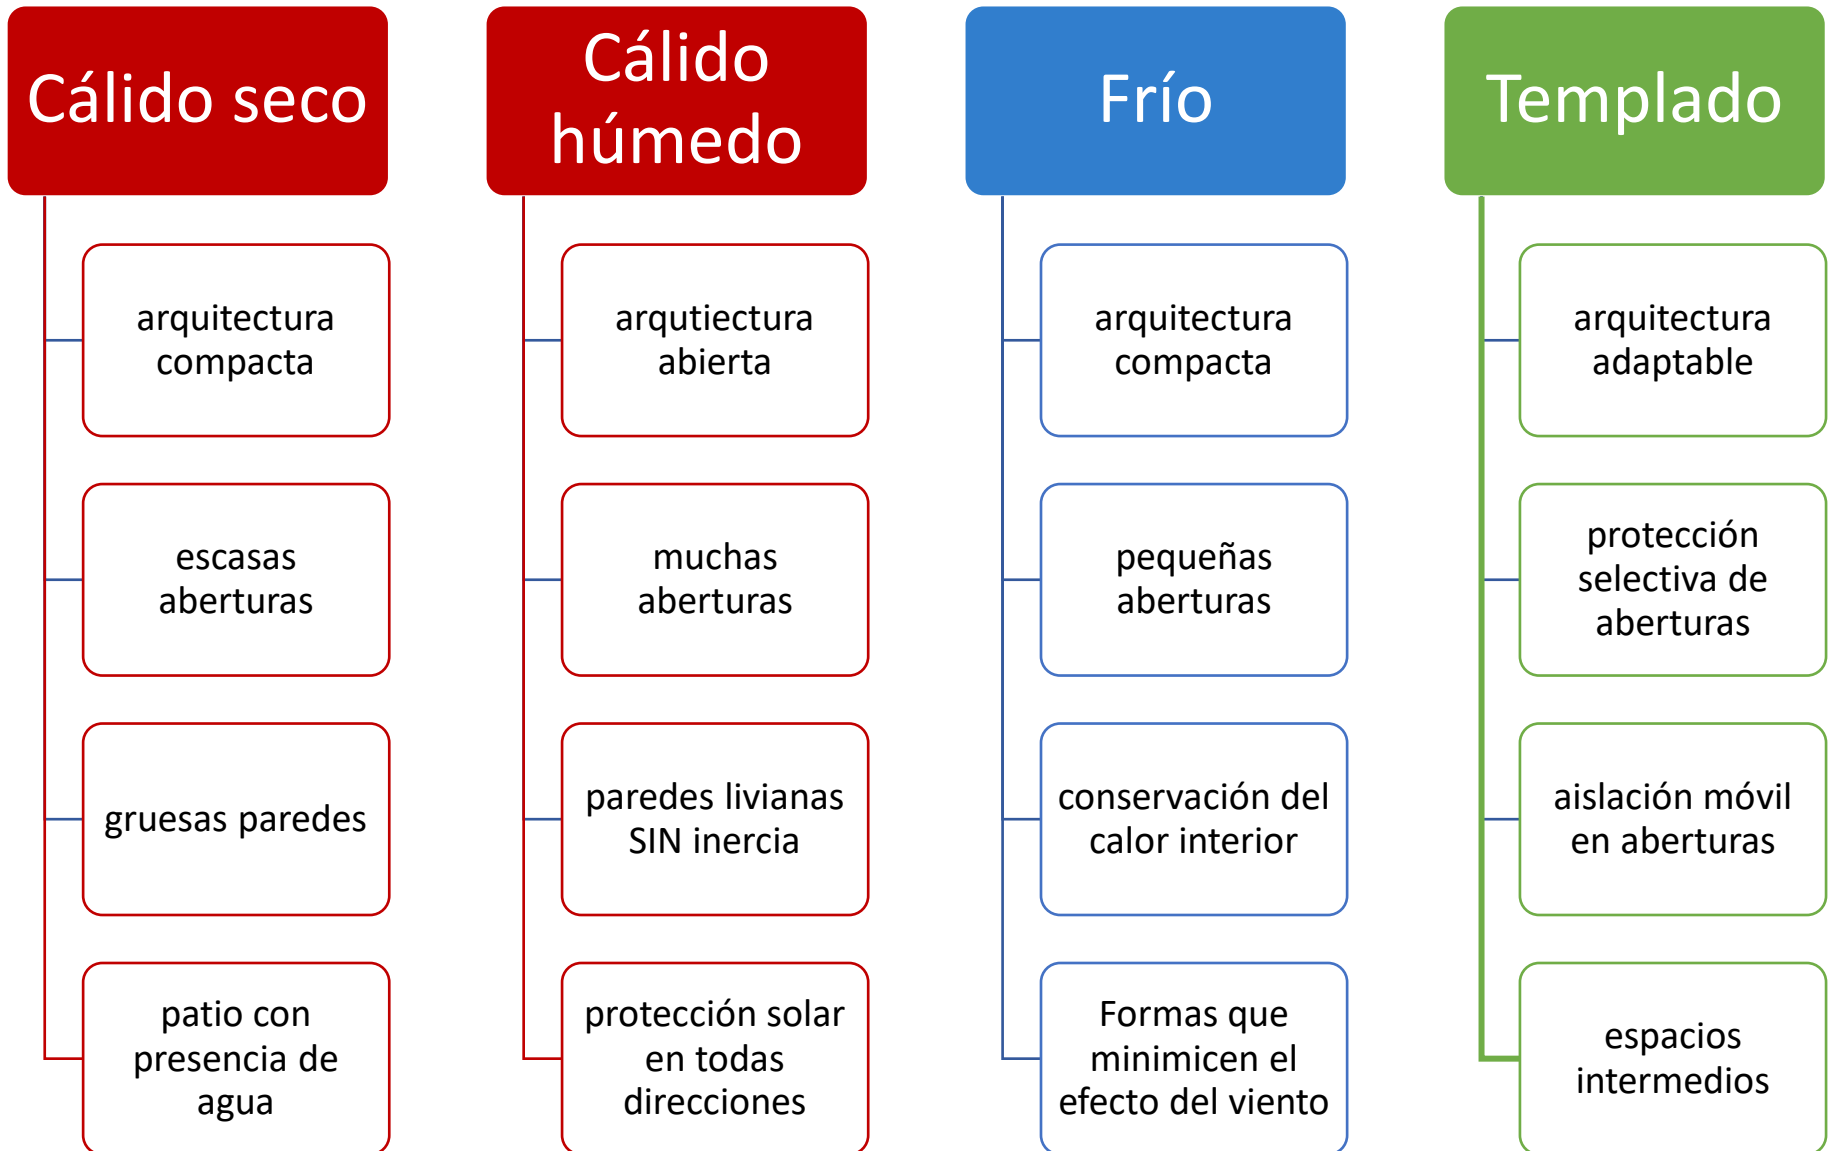 Cálido seco
arquitectura
compacta
escasas
aberturas
gruesas paredes
patio con
presencia de
agua
Cálido
húmedo
arqutiectura
abierta
muchas
aberturas
paredes livianas
SIN inercia
protección solar
en todas
direcciones
Frío
arquitectura
compacta
pequeñas
aberturas
conservación del
calor interior
Formas que
minimicen el
efecto del viento
Templado
arquitectura
adaptable
protección
selectiva de
aberturas
aislación móvil
en aberturas
espacios
intermedios